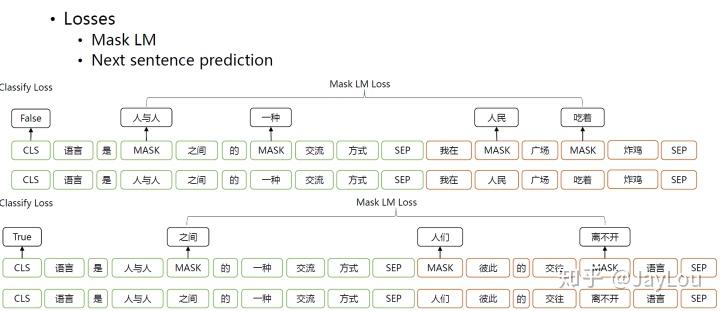 Losses
Mask LM
Next sentence prediction
Classify Loss Mask LM Loss
False 人与人 一种 人民 吃着
CLS 语言 是 MASK 之间 的 MASK 交流 方式 SEP 我在 MASK 广场 MASK 炸鸡 SEP
CLS 语言 是 人与人 之间 的 一种 交流 方式 SEP 我在 人民 广场 吃着 炸鸡 SEP
Classify Loss Mask LM Loss
True 之间 人们 离不开
CLS 语言 是 人与人 MASK 的 一种 交流 方式 SEP MASK 彼此 的 交往 MASK 语言 SEP
CLS 语言 是 人与人 之间 的 一种 交流 方式 SEP 人们 彼此 的 交往 离不开 语言 SEP
知乎 @JayLou